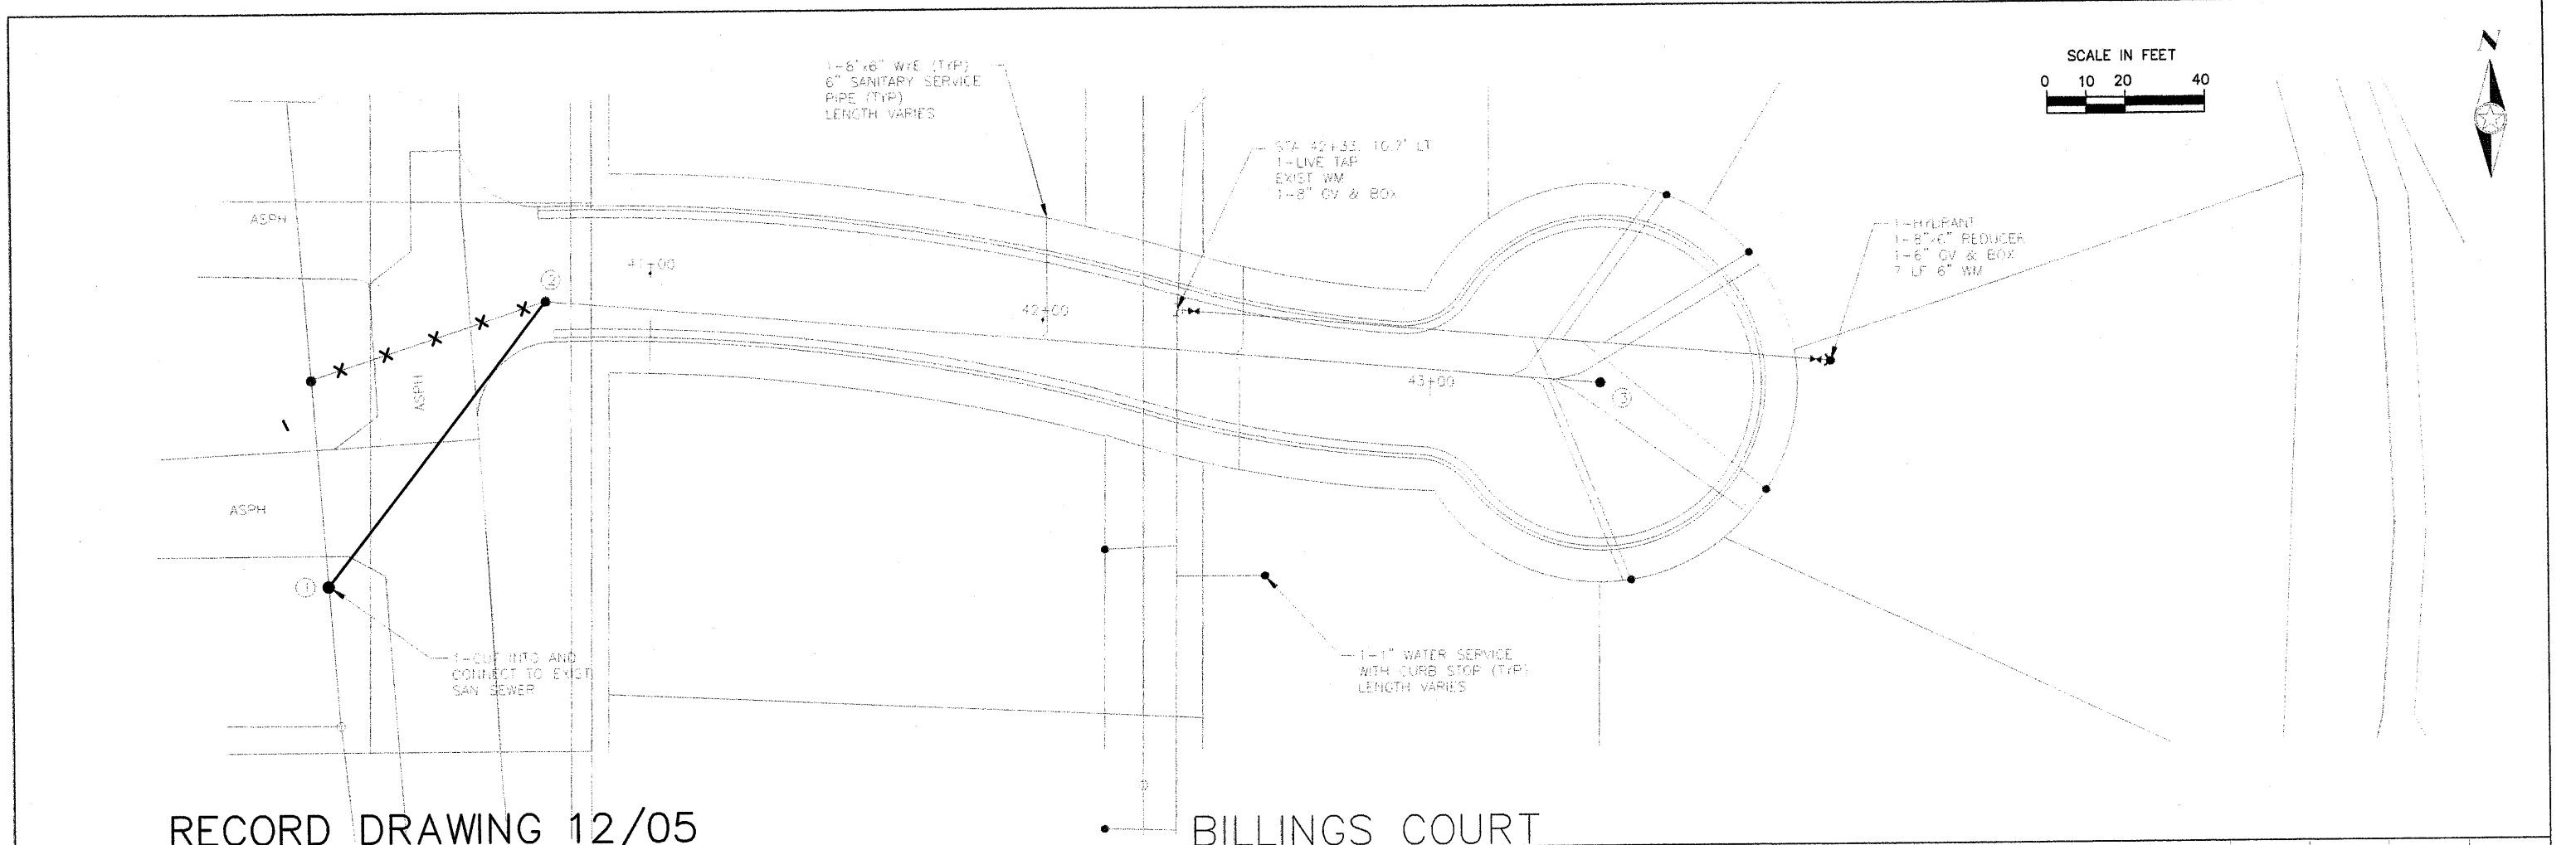 SCALE IN FEET
0 10 20 40
N
1-8"x6" WYE (TYP)
6" SANITARY SERVICE
PIPE (TYP)
LENGTH VARIES
STA 42+33, 10.7' LT
1-LIVE TAP
EXIST WM
1-8" GV & BOX
1-HYDRANT
1-8"x6" REDUCER
1-6" GV & BOX
7 LF 6" WM
ASPH
41+00
2
42+00
43+00
3
ASPH
ASPH
1
1-CUT INTO AND
CONNECT TO EXIST
SAN SEWER
1-1" WATER SERVICE
WITH CURB STOP (TYP)
LENGTH VARIES
RECORD DRAWING 12/05
BILLINGS COURT